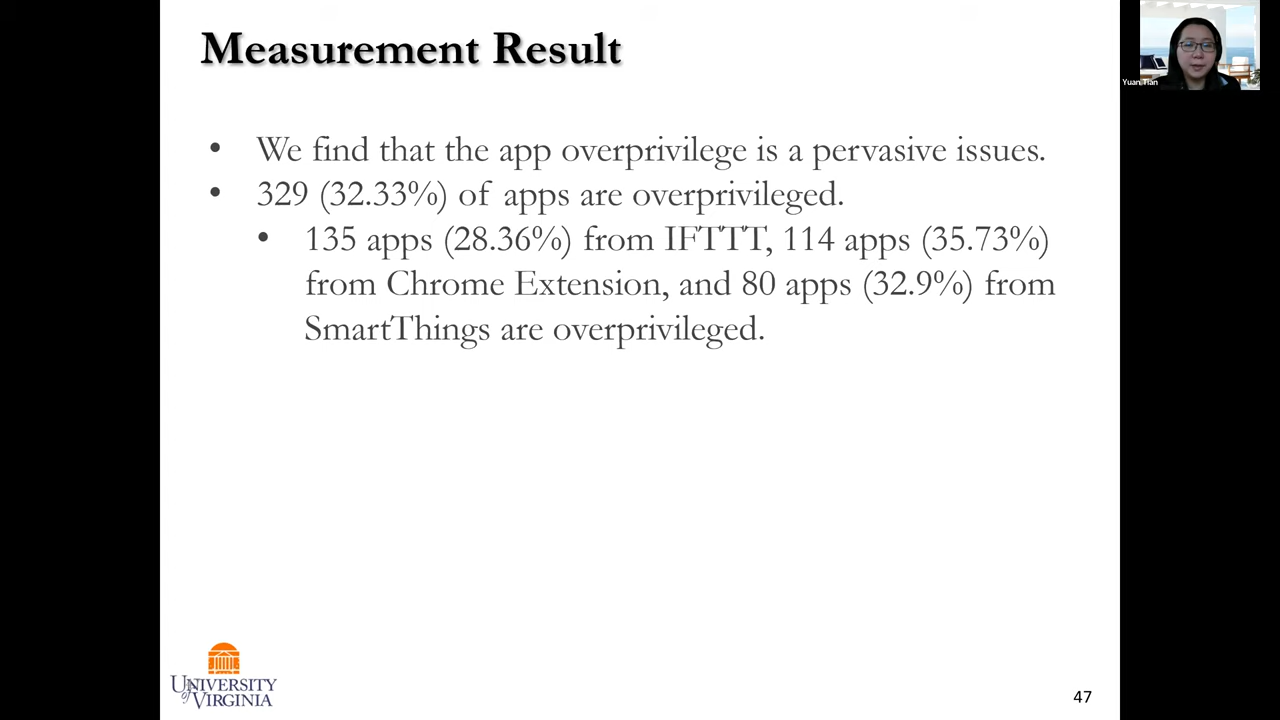 Measurement Result
Yuan Tian
• We find that the app overprivilege is a pervasive issues.
• 329 (32.33%) of apps are overprivileged.
• 135 apps (28.36%) from IFTTT, 114 apps (35.73%)
from Chrome Extension, and 80 apps (32.9%) from
SmartThings are overprivileged.
UNIVERSITY
of VIRGINIA
47